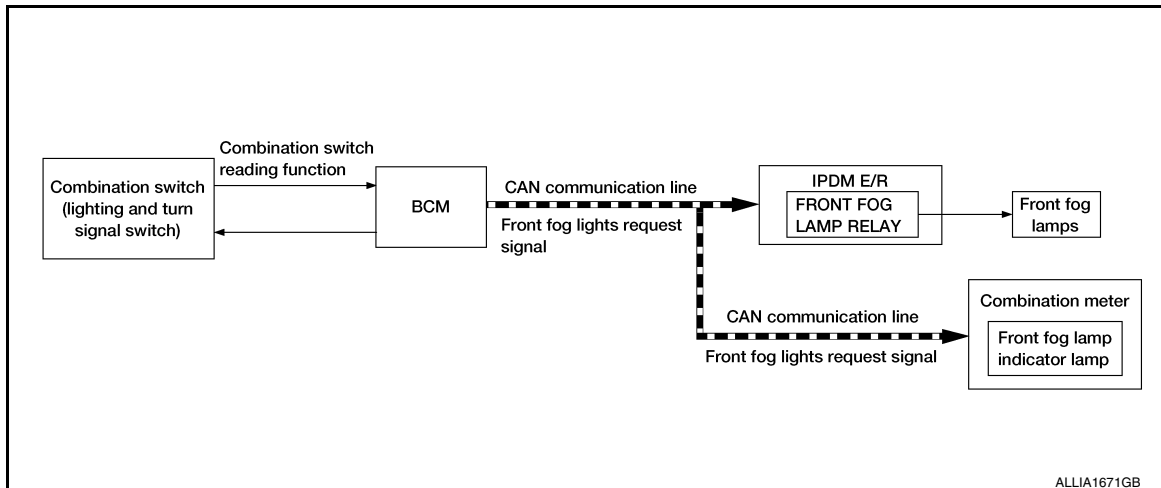 Combination switch
(lighting and turn
signal switch)
Combination switch
reading function
BCM
CAN communication line
Front fog lights request
signal
IPDM E/R
FRONT FOG
LAMP RELAY
Front fog
lamps
CAN communication line
Front fog lights request signal
Combination meter
Front fog lamp
indicator lamp
ALLIA1671GB